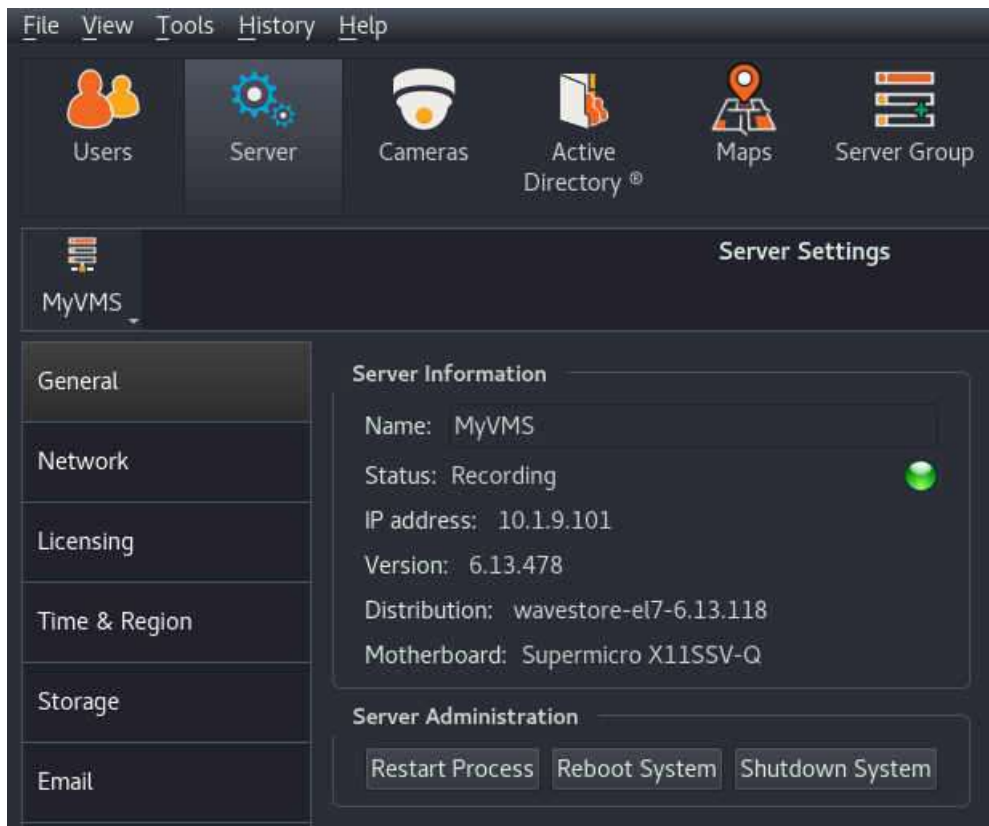 File View Tools History Help
Users Server Cameras Active Directory ® Maps Server Group
Server Settings
MyVMS
General
Network
Licensing
Time & Region
Storage
Email
Server Information
Name: MyVMS
Status: Recording
IP address: 10.1.9.101
Version: 6.13.478
Distribution: wavestore-el7-6.13.118
Motherboard: Supermicro X11SSV-Q
Server Administration
Restart Process Reboot System Shutdown System